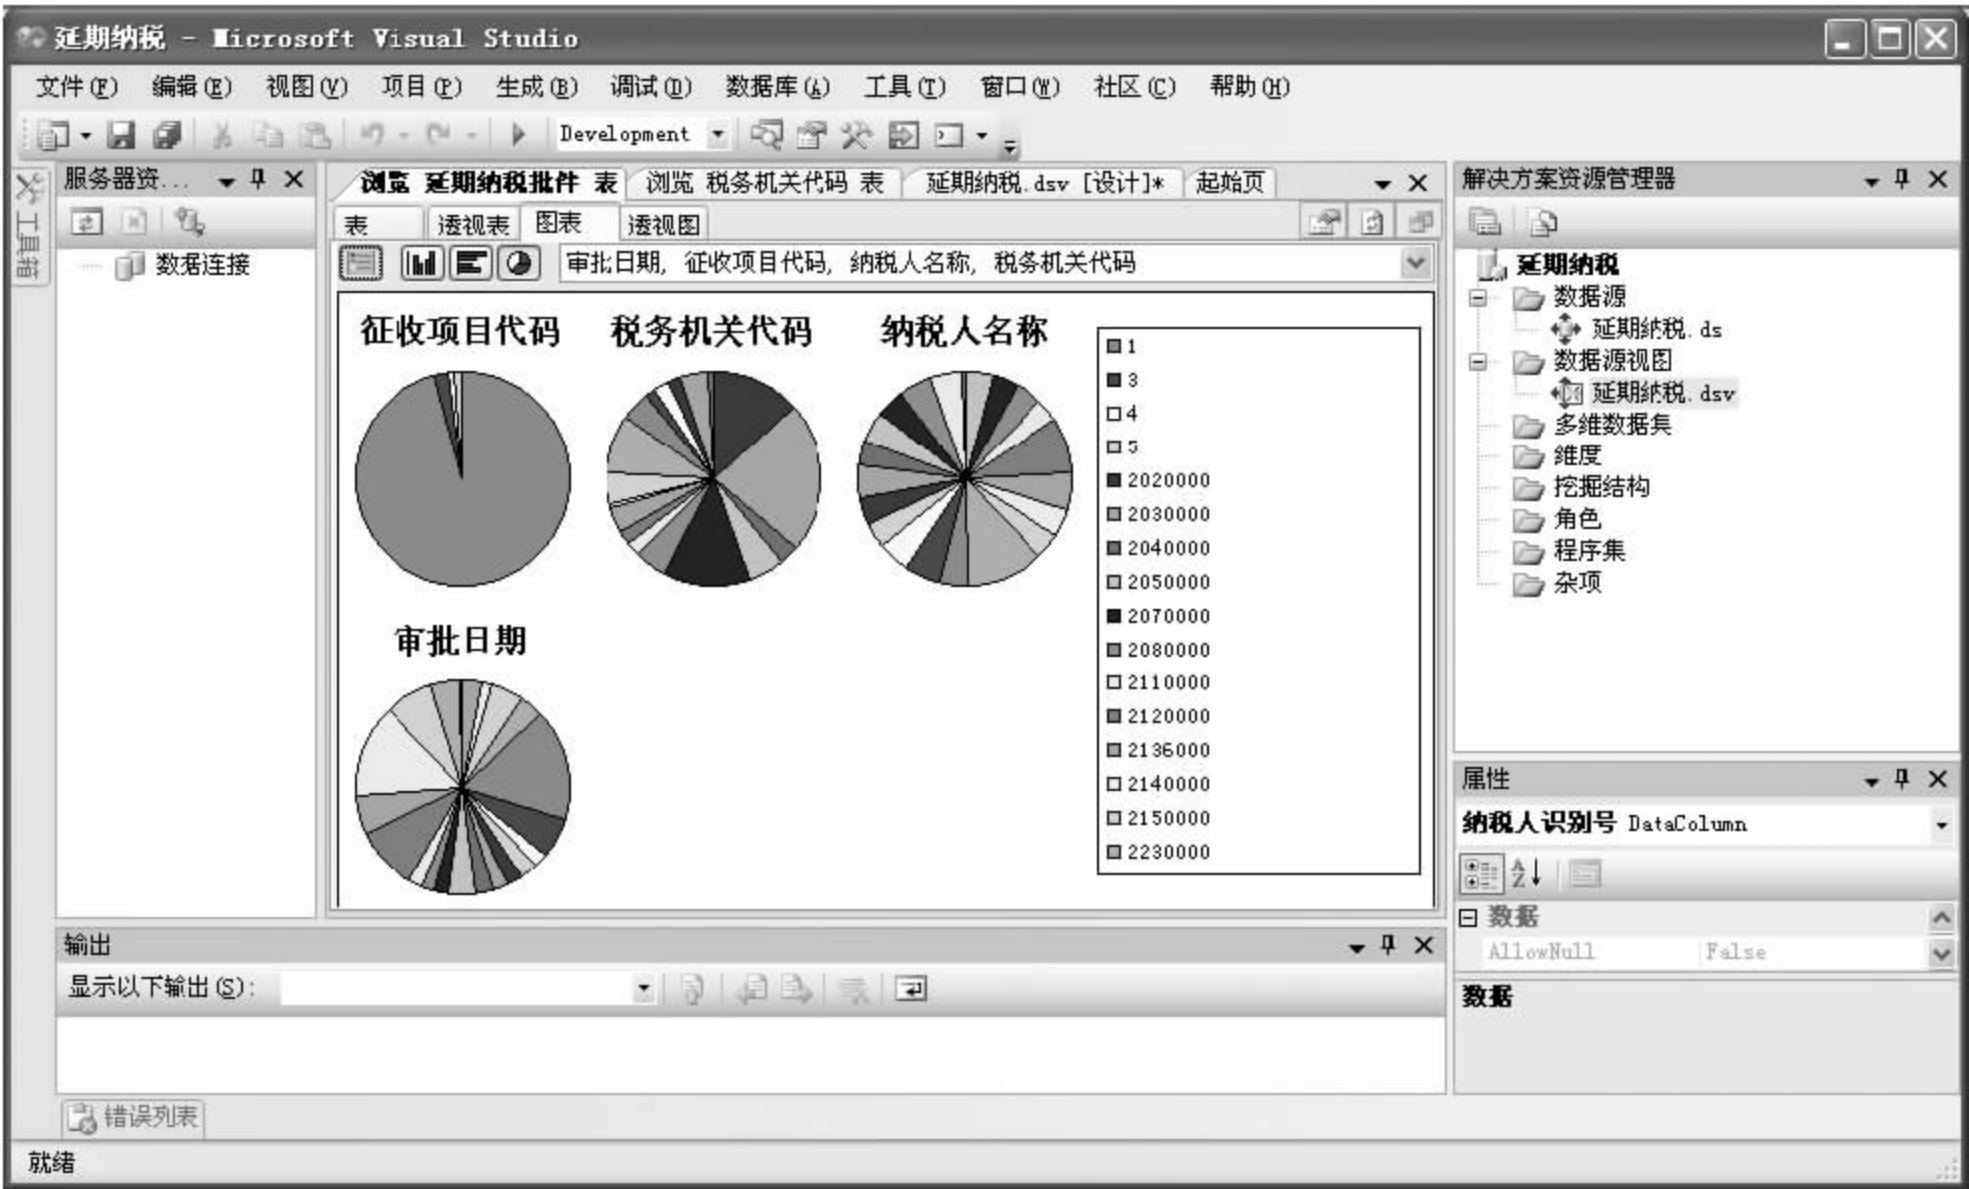 延期纳税 - Microsoft Visual Studio
文件(F) 编辑(E) 视图(V) 项目(P) 生成(B) 调试(D) 数据库(A) 工具(T) 窗口(W) 社区(C) 帮助(H)
Development
工具箱
服务器资...
数据连接
浏览 延期纳税批件 表 浏览 税务机关代码 表 延期纳税.dsv [设计]* 起始页
表 透视表 图表 透视图
审批日期, 征收项目代码, 纳税人名称, 税务机关代码
征收项目代码 税务机关代码 纳税人名称
审批日期
1
3
4
5
2020000
2030000
2040000
2050000
2070000
2080000
2110000
2120000
2136000
2140000
2150000
2230000
解决方案资源管理器
延期纳税
数据源
延期纳税.ds
数据源视图
延期纳税.dsv
多维数据集
维度
挖掘结构
角色
程序集
杂项
属性
纳税人识别号 DataColumn
数据
AllowNull False
数据
输出
显示以下输出(S):
错误列表
就绪